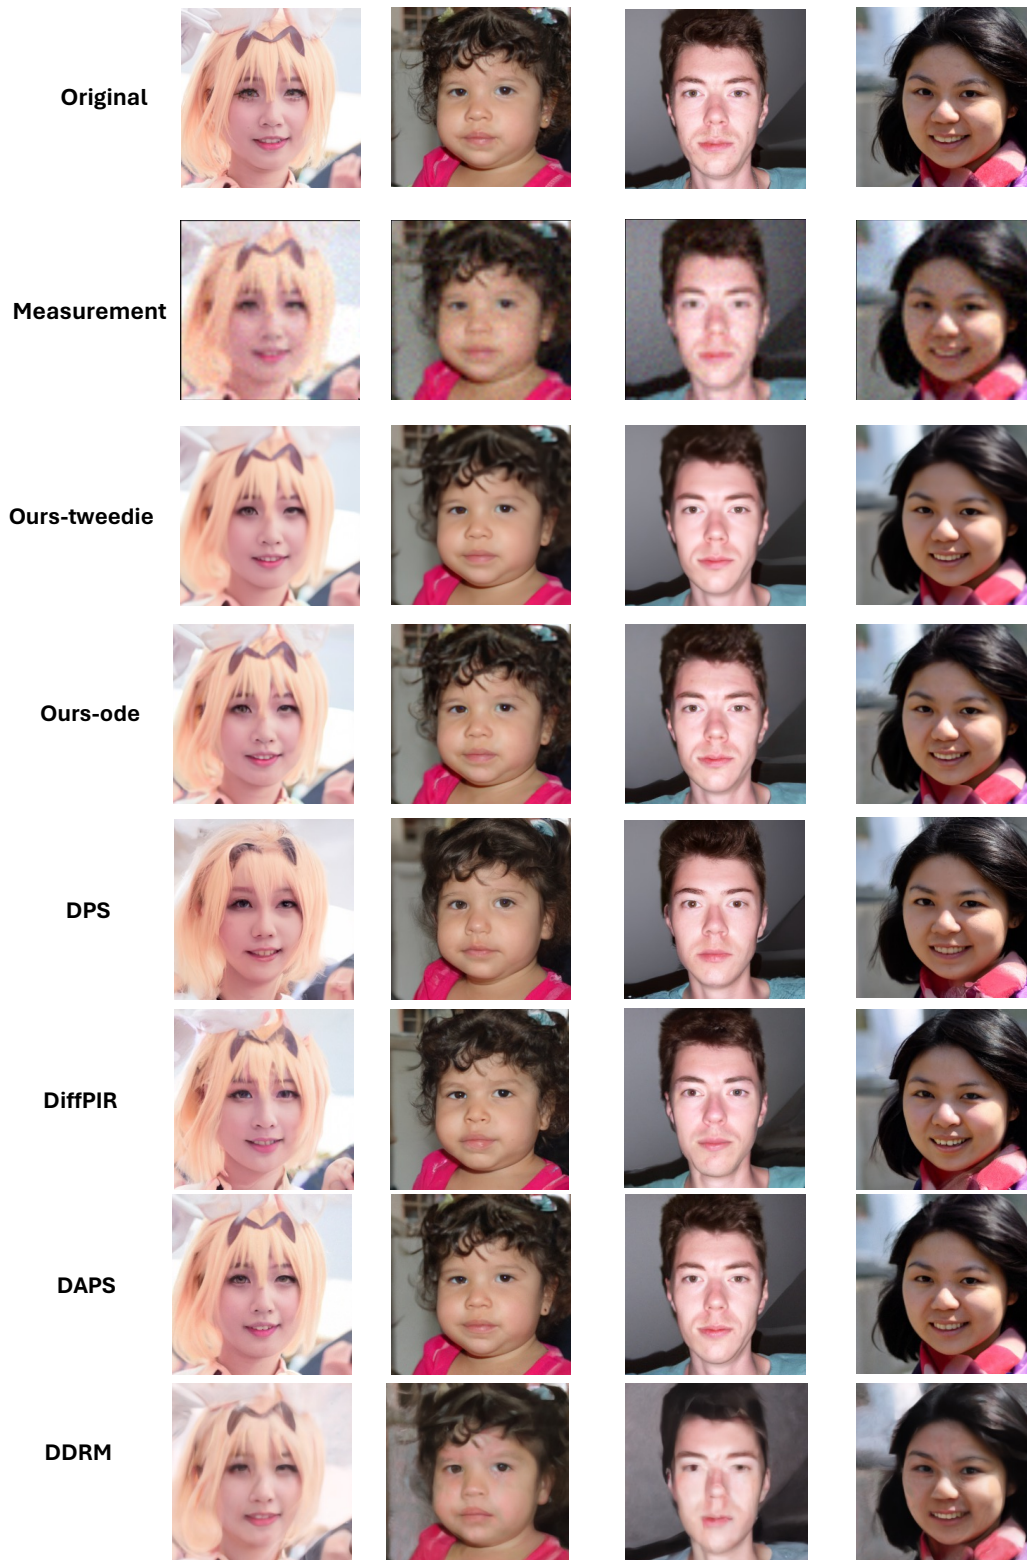 Original
Measurement
Ours-tweedie
Ours-ode
DPS
DiffPIR
DAPS
DDRM